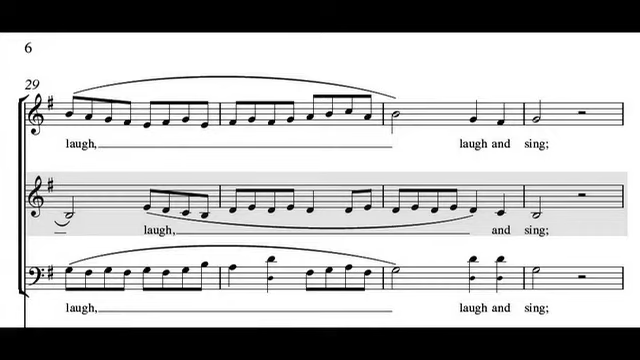 6
29
laugh, laugh and sing;
laugh, and sing;
laugh, laugh and sing;